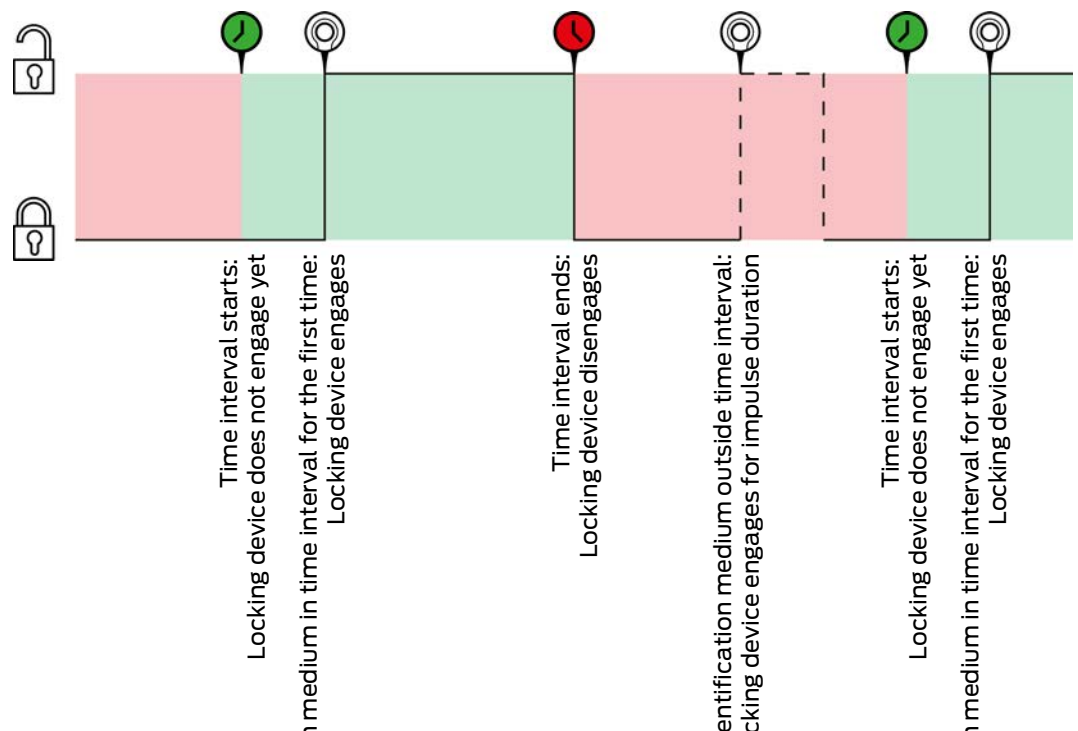 Time interval starts:
Locking device does not engage yet
medium in time interval for the first time:
Locking device engages
Time interval ends:
Locking device disengages
medium outside time interval:
device engages for impulse duration
Time interval starts:
Locking device does not engage yet
medium in time interval for the first time:
Locking device engages